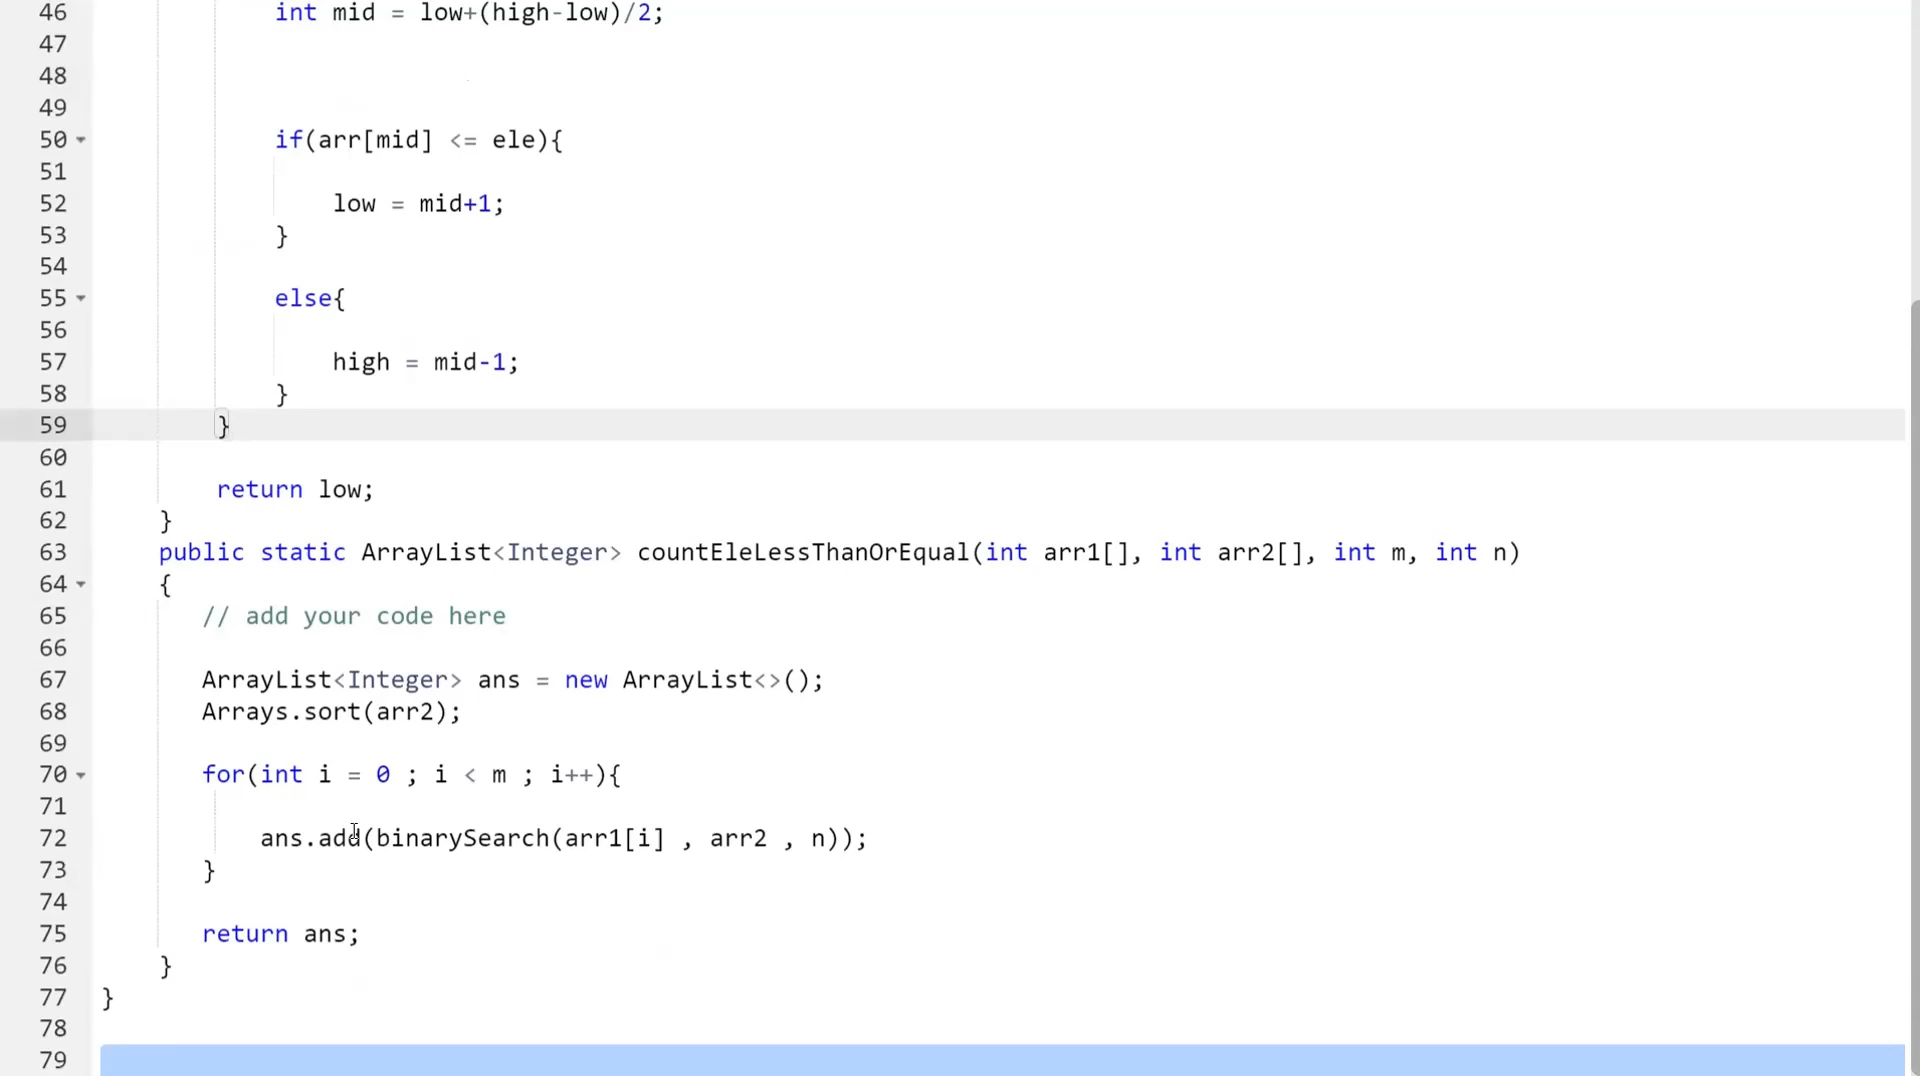 46 int mid = low+(high-low)/2;
47
48
49
50 if(arr[mid] <= ele){
51
52 low = mid+1;
53 }
54
55 else{
56
57 high = mid-1;
58 }
59 }
60
61 return low;
62 }
63 public static ArrayList<Integer> countEleLessThanOrEqual(int arr1[], int arr2[], int m, int n)
64 {
65 // add your code here
66
67 ArrayList<Integer> ans = new ArrayList<>();
68 Arrays.sort(arr2);
69
70 for(int i = 0 ; i < m ; i++){
71
72 ans.add(binarySearch(arr1[i] , arr2 , n));
73 }
74
75 return ans;
76 }
77 }
78
79